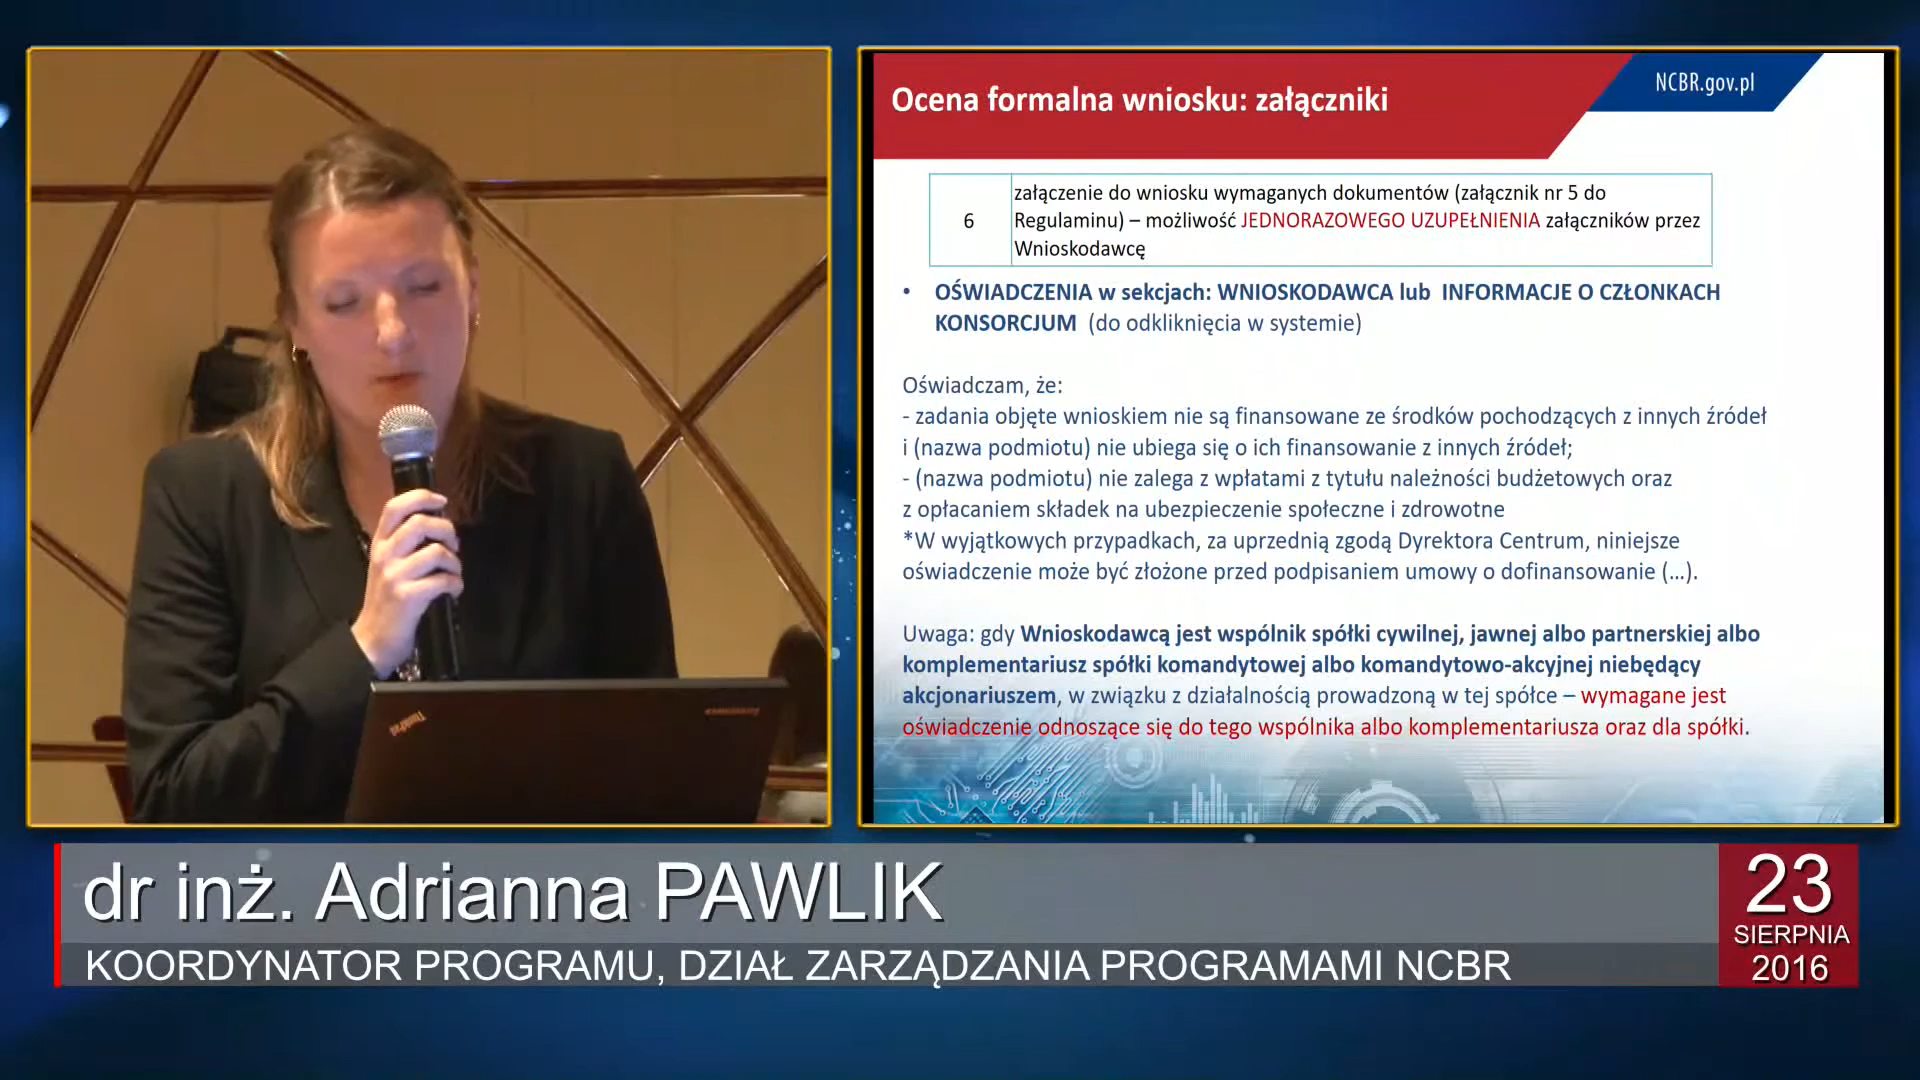 Ocena formalna wniosku: załączniki
NCBR.gov.pl
6
załączenie do wniosku wymaganych dokumentów (załącznik nr 5 do
Regulaminu) – możliwość JEDNORAZOWEGO UZUPEŁNIENIA załączników przez
Wnioskodawcę
• OŚWIADCZENIA w sekcjach: WNIOSKODAWCA lub INFORMACJE O CZŁONKACH
KONSORCJUM (do odkliknięcia w systemie)
Oświadczam, że:
- zadania objęte wnioskiem nie są finansowane ze środków pochodzących z innych źródeł
i (nazwa podmiotu) nie ubiega się o ich finansowanie z innych źródeł;
- (nazwa podmiotu) nie zalega z wpłatami z tytułu należności budżetowych oraz
z opłacaniem składek na ubezpieczenie społeczne i zdrowotne
*W wyjątkowych przypadkach, za uprzednią zgodą Dyrektora Centrum, niniejsze
oświadczenie może być złożone przed podpisaniem umowy o dofinansowanie (…).
Uwaga: gdy Wnioskodawcą jest wspólnik spółki cywilnej, jawnej albo partnerskiej albo
komplementariusz spółki komandytowej albo komandytowo-akcyjnej niebędący
akcjonariuszem, w związku z działalnością prowadzoną w tej spółce – wymagane jest
oświadczenie odnoszące się do tego wspólnika albo komplementariusza oraz dla spółki.
ThinkPad
dr inż. Adrianna PAWLIK
KOORDYNATOR PROGRAMU, DZIAŁ ZARZĄDZANIA PROGRAMAMI NCBR
23
SIERPNIA
2016